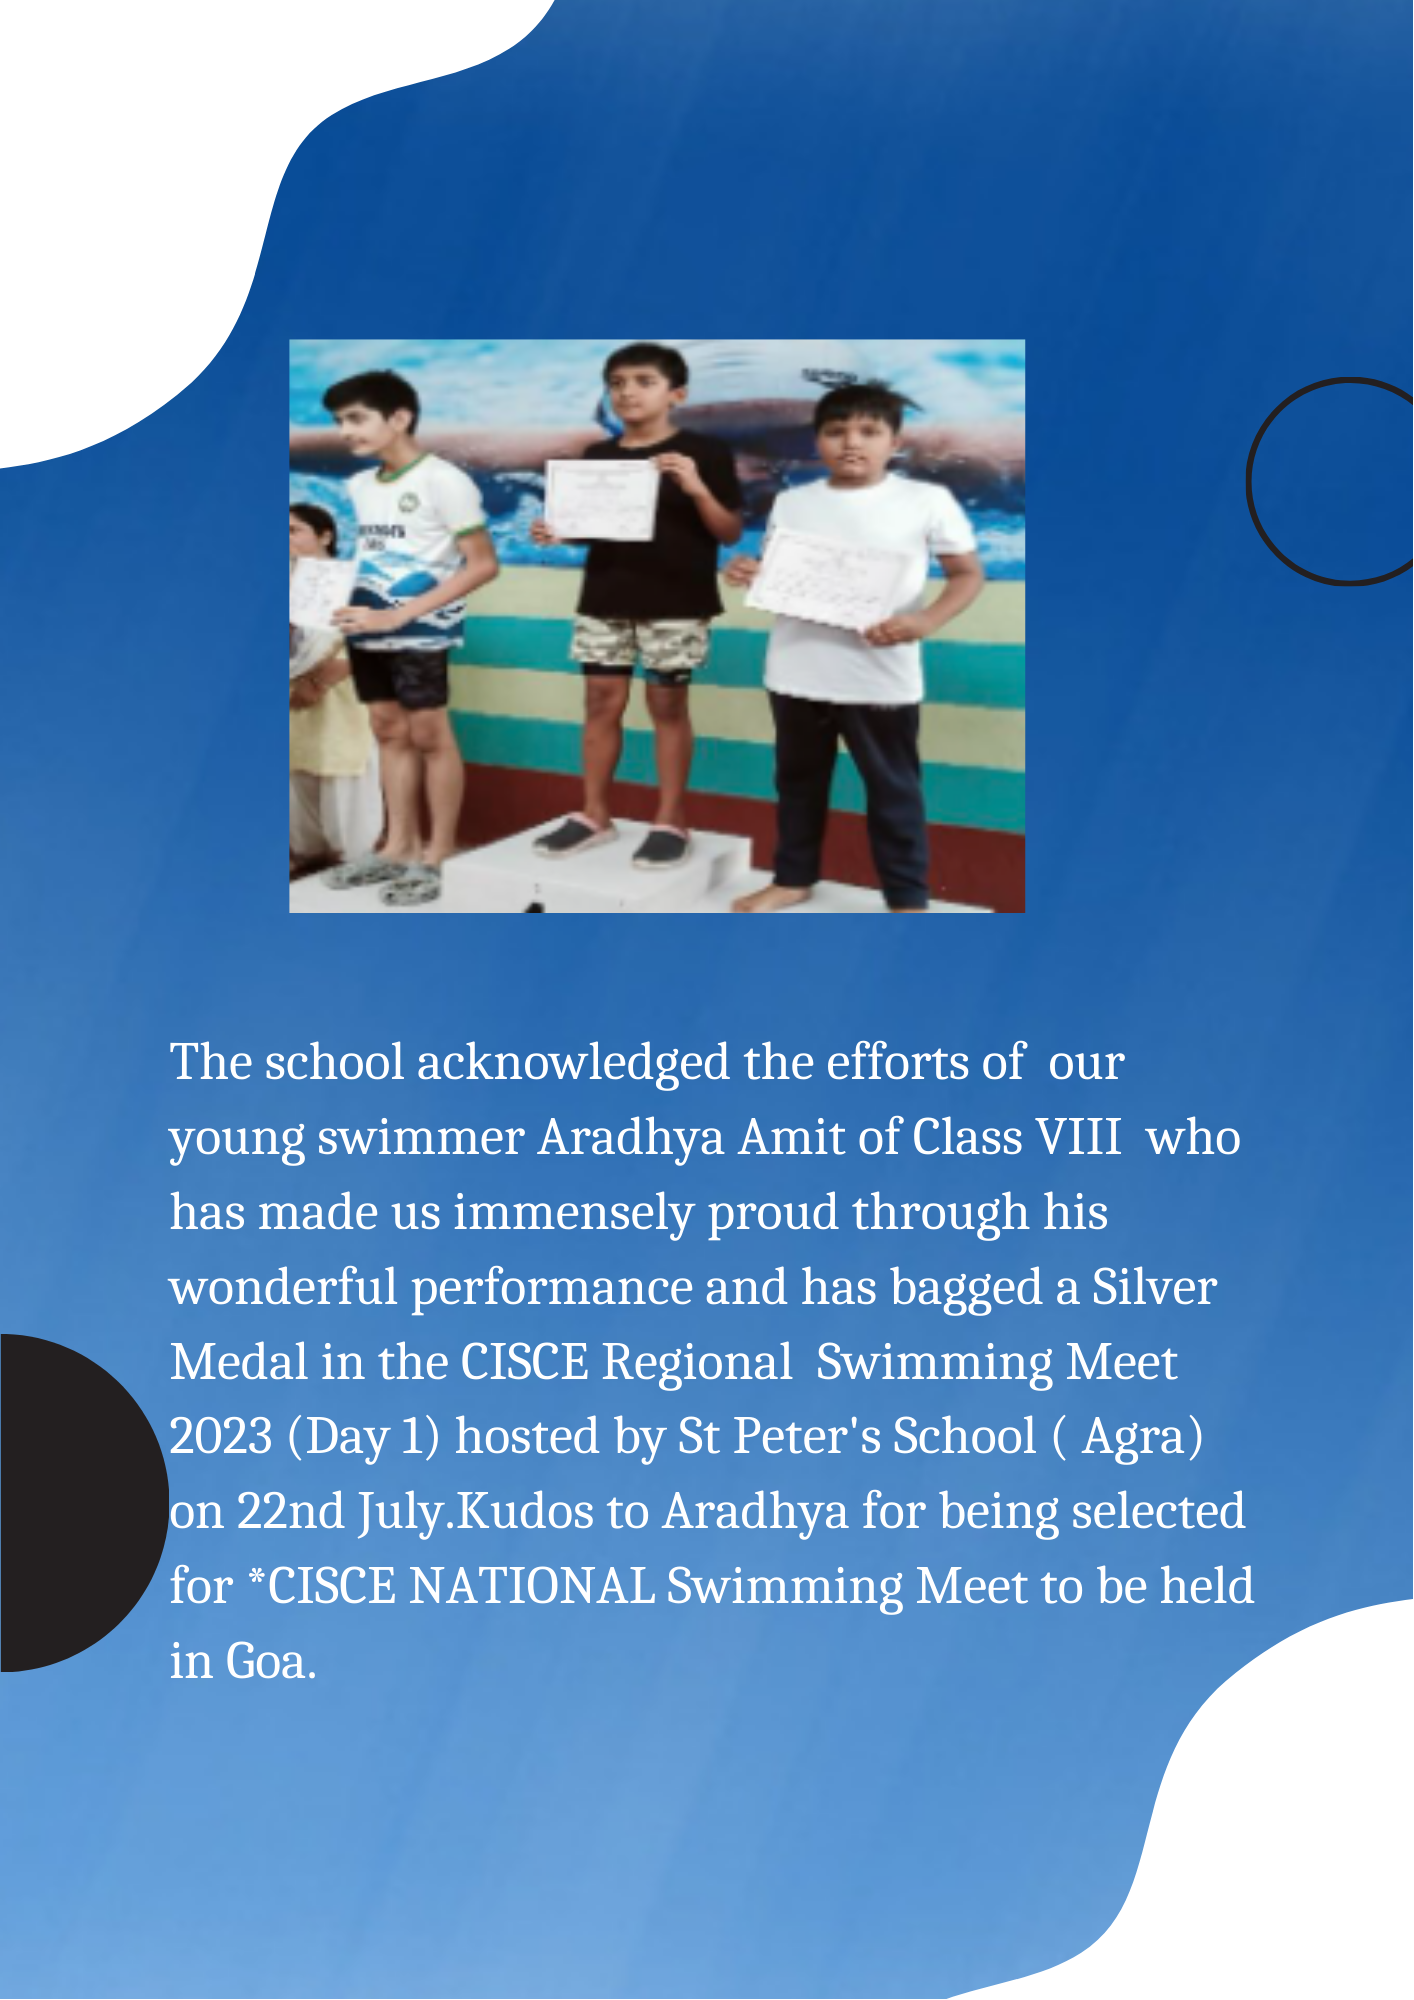 The school acknowledged the efforts of  our
young swimmer Aradhya Amit of Class VIII  who
has made us immensely proud through his
wonderful performance and has bagged a Silver
Medal in the CISCE Regional  Swimming Meet
2023 (Day 1) hosted by St Peter's School ( Agra)
on 22nd July.Kudos to Aradhya for being selected
for *CISCE NATIONAL Swimming Meet to be held
in Goa.